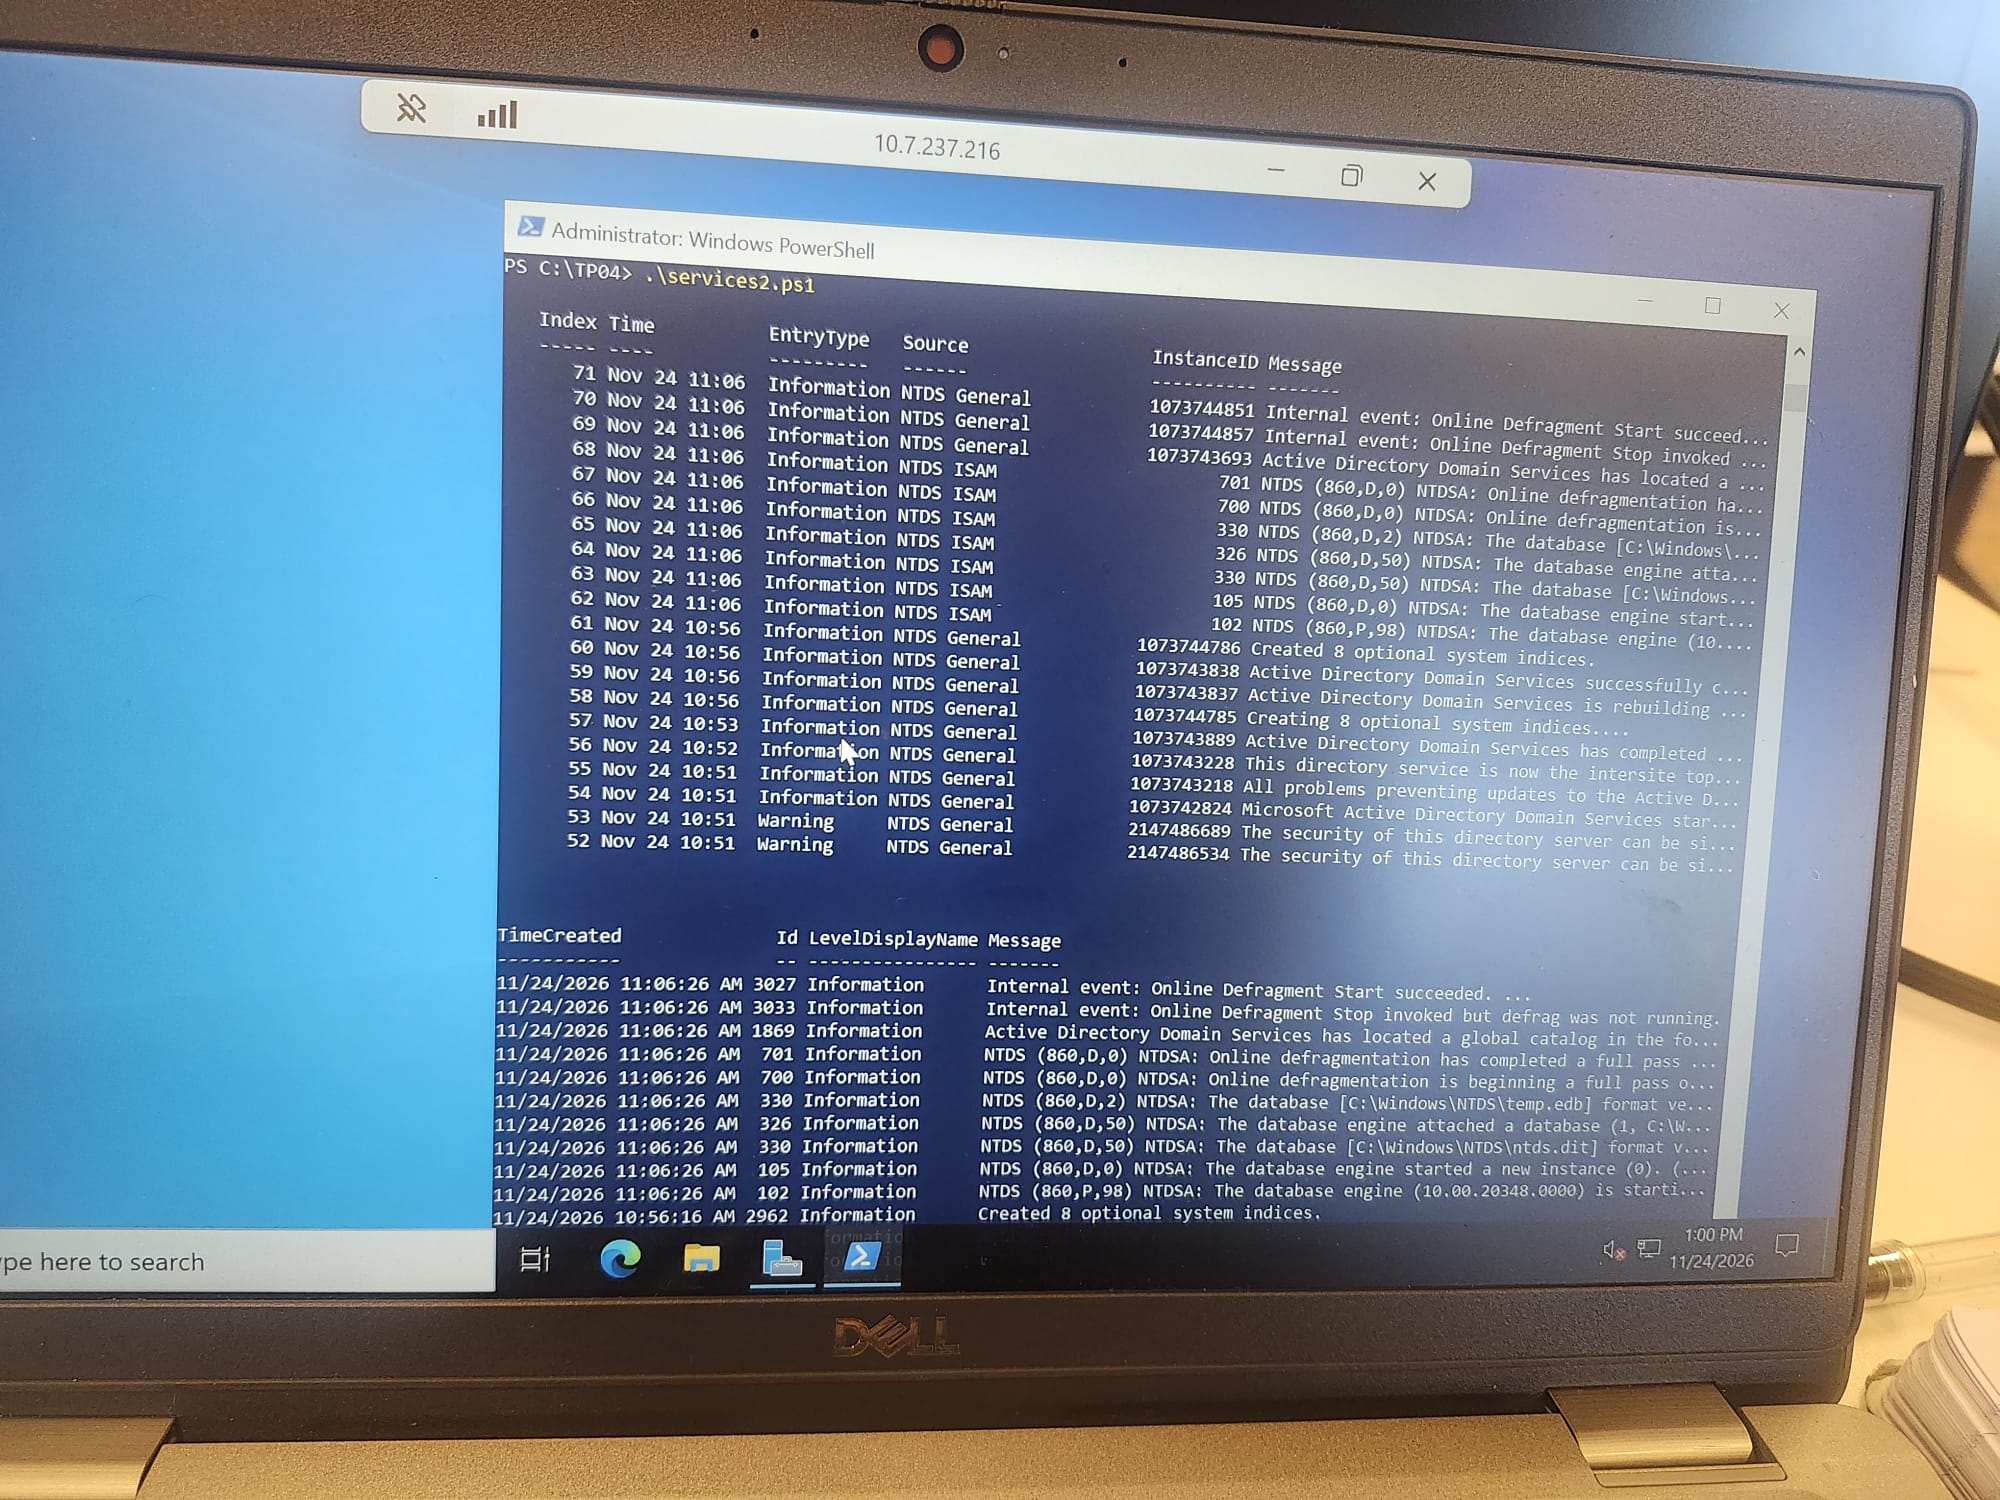 10.7.237.216
Administrator: Windows PowerShell
PS C:\TP04> .\services2.ps1
Index Time EntryType Source InstanceID Message
----- ---- --------- ------ ---------- -------
71 Nov 24 11:06 Information NTDS General 1073744851 Internal event: Online Defragment Start succeed...
70 Nov 24 11:06 Information NTDS General 1073744857 Internal event: Online Defragment Stop invoked ...
69 Nov 24 11:06 Information NTDS General 1073743693 Active Directory Domain Services has located a ...
68 Nov 24 11:06 Information NTDS ISAM 701 NTDS (860,D,0) NTDSA: Online defragmentation ha...
67 Nov 24 11:06 Information NTDS ISAM 700 NTDS (860,D,0) NTDSA: Online defragmentation is...
66 Nov 24 11:06 Information NTDS ISAM 330 NTDS (860,D,2) NTDSA: The database [C:\Windows\...
65 Nov 24 11:06 Information NTDS ISAM 326 NTDS (860,D,50) NTDSA: The database engine atta...
64 Nov 24 11:06 Information NTDS ISAM 330 NTDS (860,D,50) NTDSA: The database [C:\Windows...
63 Nov 24 11:06 Information NTDS ISAM 105 NTDS (860,D,0) NTDSA: The database engine start...
62 Nov 24 11:06 Information NTDS ISAM 102 NTDS (860,P,98) NTDSA: The database engine (10....
61 Nov 24 10:56 Information NTDS General 1073744786 Created 8 optional system indices.
60 Nov 24 10:56 Information NTDS General 1073743838 Active Directory Domain Services successfully c...
59 Nov 24 10:56 Information NTDS General 1073743837 Active Directory Domain Services is rebuilding ...
58 Nov 24 10:56 Information NTDS General 1073744785 Creating 8 optional system indices....
57 Nov 24 10:53 Information NTDS General 1073743889 Active Directory Domain Services has completed ...
56 Nov 24 10:52 Information NTDS General 1073743228 This directory service is now the intersite top...
55 Nov 24 10:51 Information NTDS General 1073743218 All problems preventing updates to the Active D...
54 Nov 24 10:51 Information NTDS General 1073742824 Microsoft Active Directory Domain Services star...
53 Nov 24 10:51 Warning NTDS General 2147486689 The security of this directory server can be si...
52 Nov 24 10:51 Warning NTDS General 2147486534 The security of this directory server can be si...
TimeCreated Id LevelDisplayName Message
----------- -- ---------------- -------
11/24/2026 11:06:26 AM 3027 Information Internal event: Online Defragment Start succeeded. ...
11/24/2026 11:06:26 AM 3033 Information Internal event: Online Defragment Stop invoked but defrag was not running.
11/24/2026 11:06:26 AM 1869 Information Active Directory Domain Services has located a global catalog in the fo...
11/24/2026 11:06:26 AM 701 Information NTDS (860,D,0) NTDSA: Online defragmentation has completed a full pass ...
11/24/2026 11:06:26 AM 700 Information NTDS (860,D,0) NTDSA: Online defragmentation is beginning a full pass o...
11/24/2026 11:06:26 AM 330 Information NTDS (860,D,2) NTDSA: The database [C:\Windows\NTDS\temp.edb] format ve...
11/24/2026 11:06:26 AM 326 Information NTDS (860,D,50) NTDSA: The database engine attached a database (1, C:\W...
11/24/2026 11:06:26 AM 330 Information NTDS (860,D,50) NTDSA: The database [C:\Windows\NTDS\ntds.dit] format v...
11/24/2026 11:06:26 AM 105 Information NTDS (860,D,0) NTDSA: The database engine started a new instance (0). (...
11/24/2026 11:06:26 AM 102 Information NTDS (860,P,98) NTDSA: The database engine (10.00.20348.0000) is starti...
11/24/2026 10:56:16 AM 2962 Information Created 8 optional system indices.
ype here to search
1:00 PM
11/24/2026
DELL